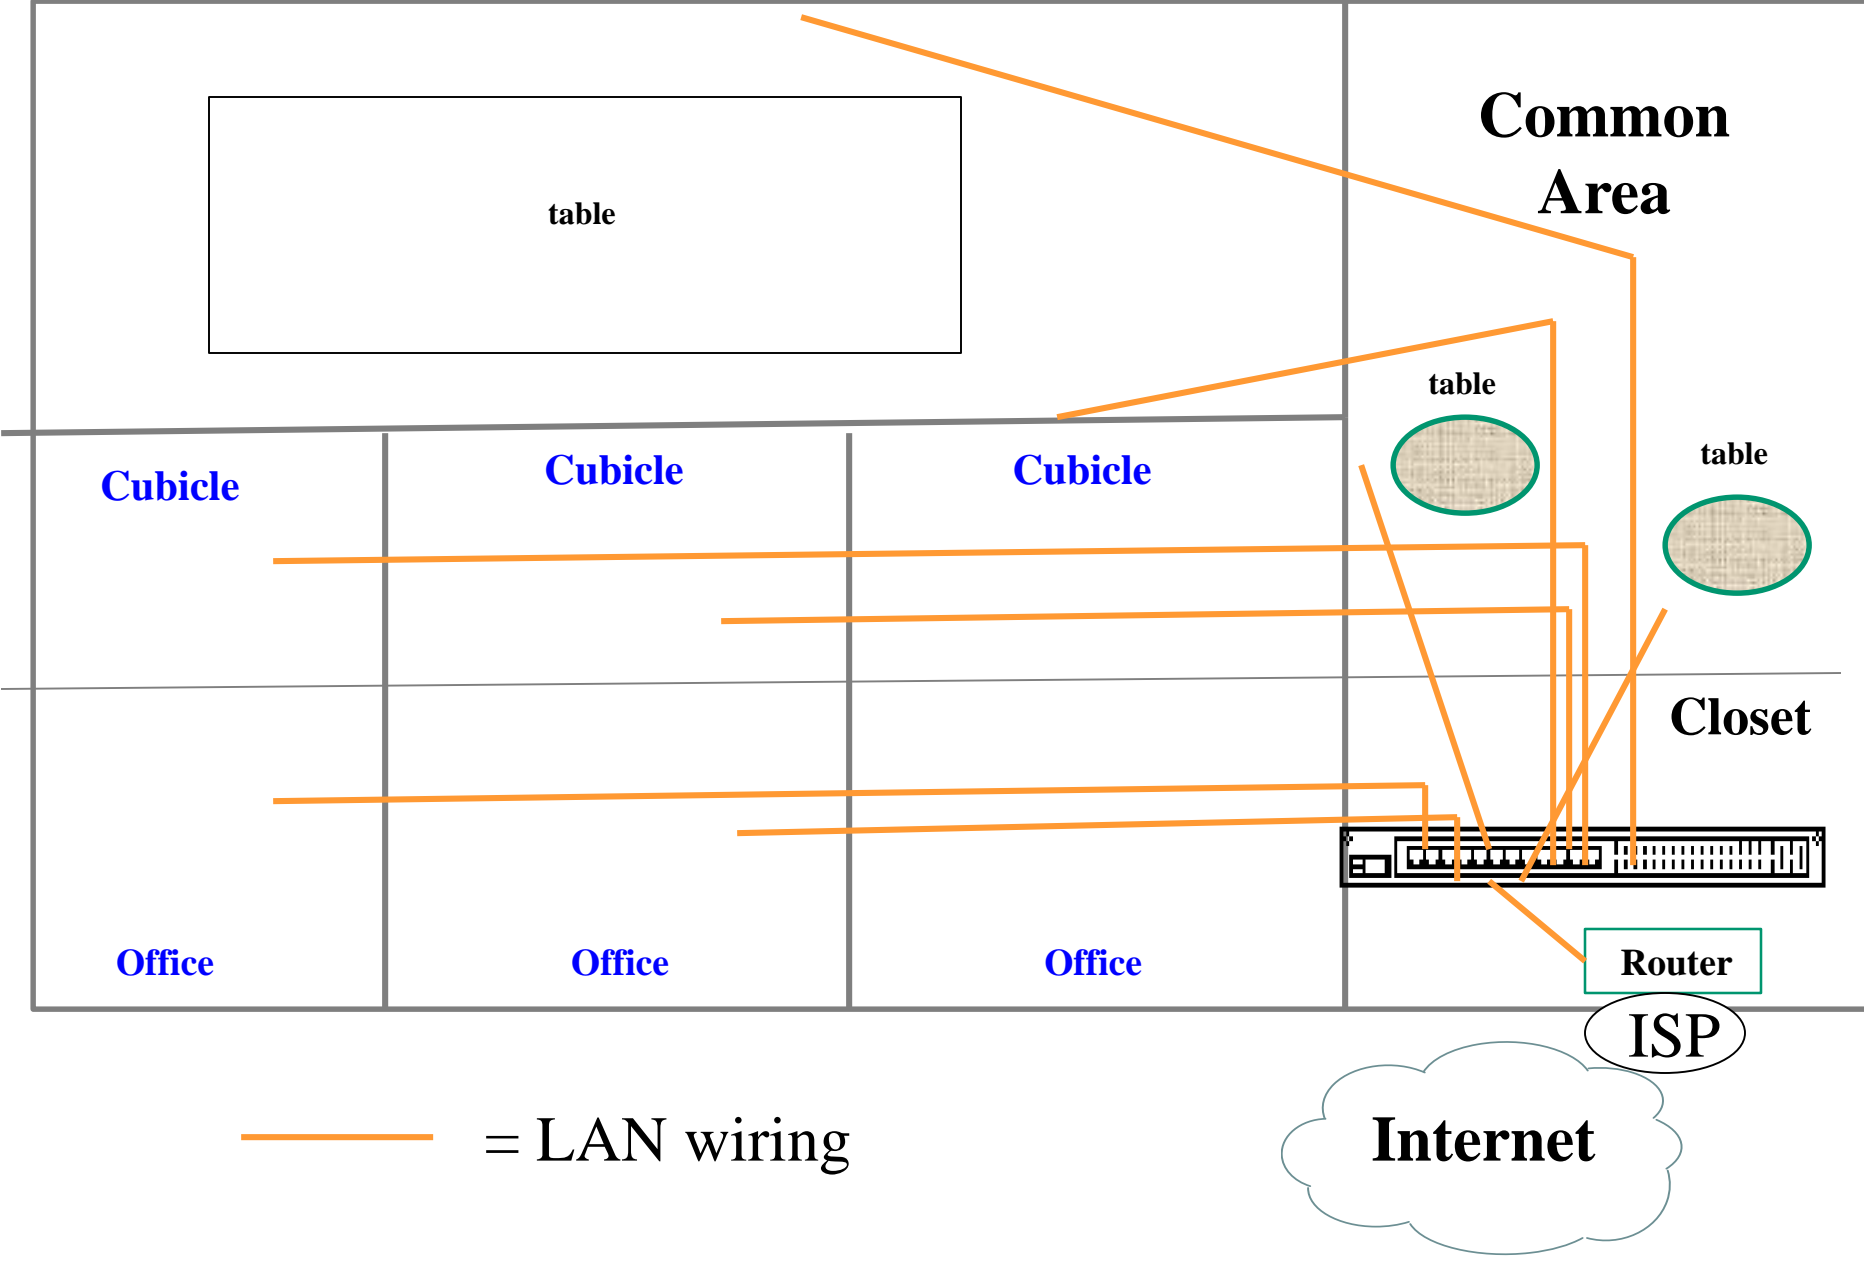 Common
Area
table
table
table
Cubicle
Cubicle
Cubicle
Closet
Office
Office
Office
Router
ISP
Internet
= LAN wiring